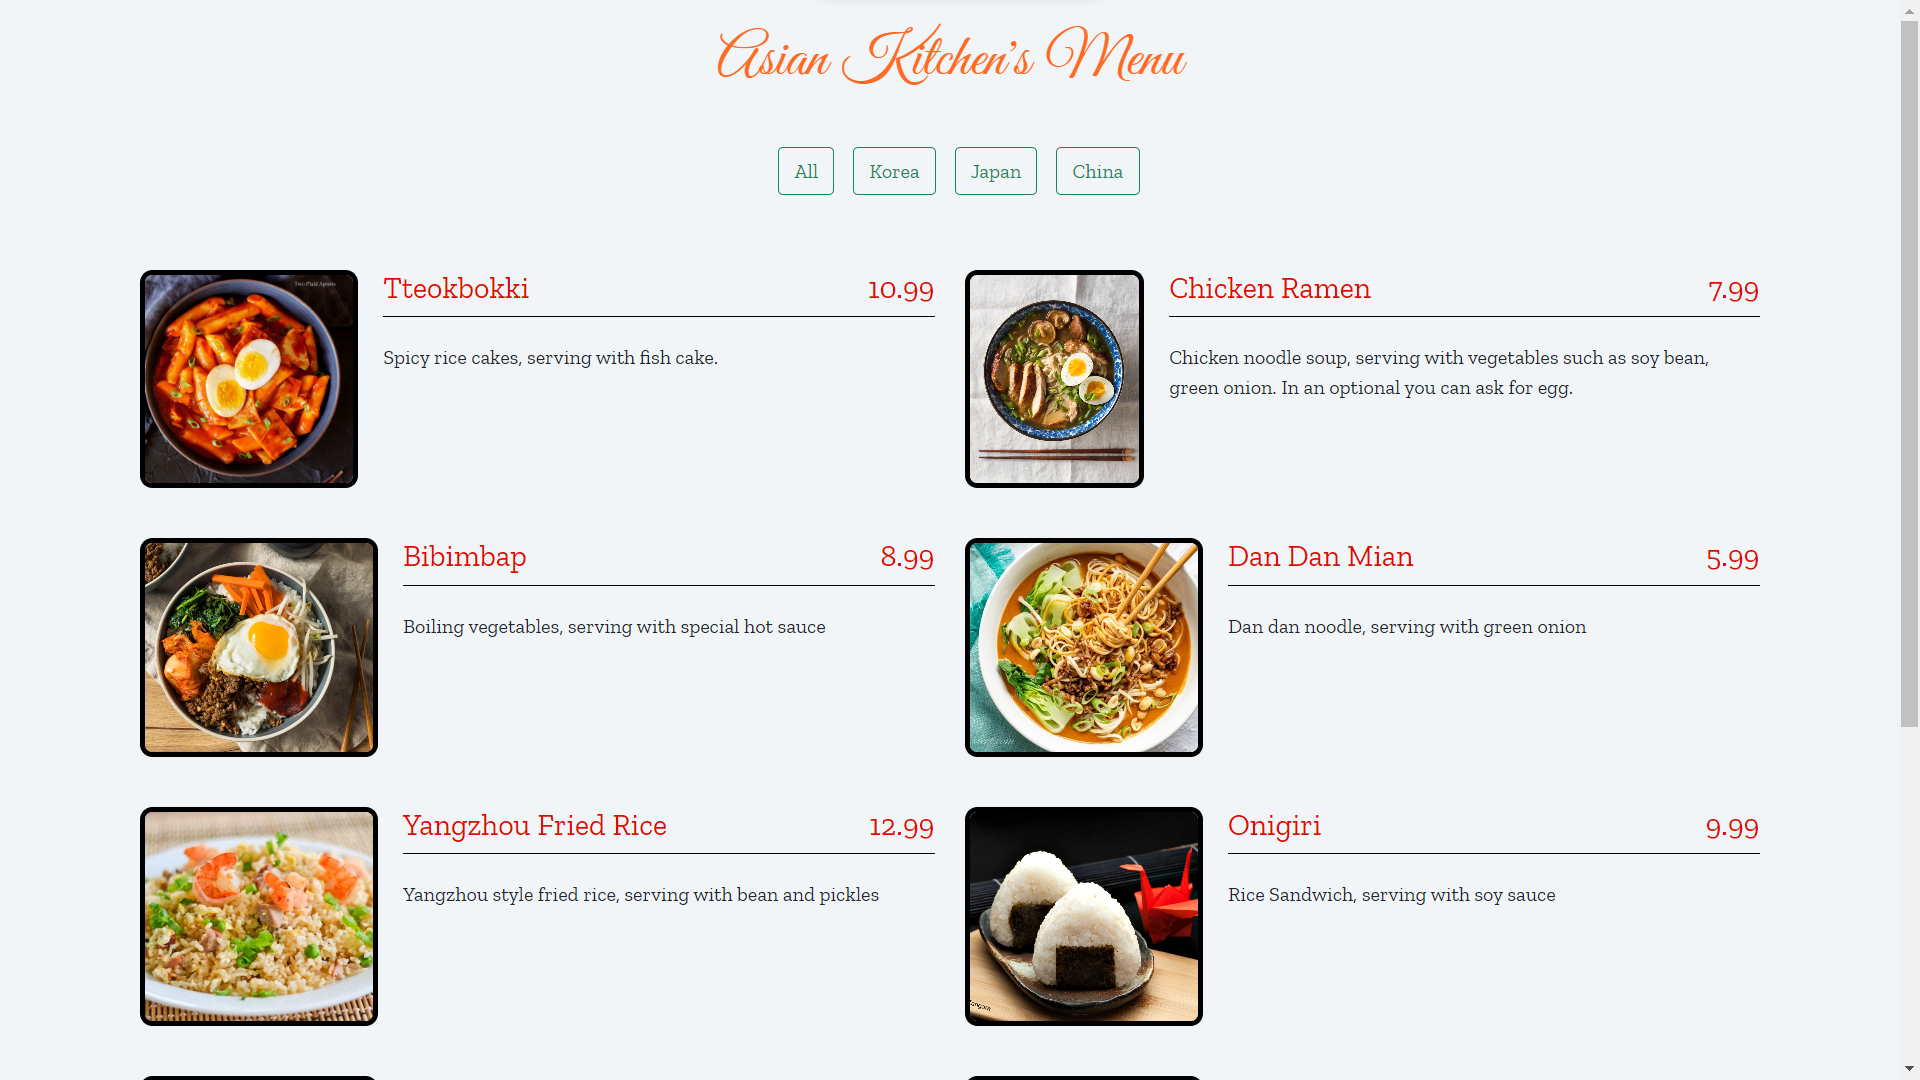 Asian Kitchen's Menu
All
Korea
Japan
China
Two Plaid Aprons
Tteokbokki 10.99
Spicy rice cakes, serving with fish cake.
Chicken Ramen 7.99
Chicken noodle soup, serving with vegetables such as soy bean,
green onion. In an optional you can ask for egg.
Bibimbap 8.99
Boiling vegetables, serving with special hot sauce
Dan Dan Mian 5.99
Dan dan noodle, serving with green onion
Yangzhou Fried Rice 12.99
Yangzhou style fried rice, serving with bean and pickles
Onigiri 9.99
Rice Sandwich, serving with soy sauce